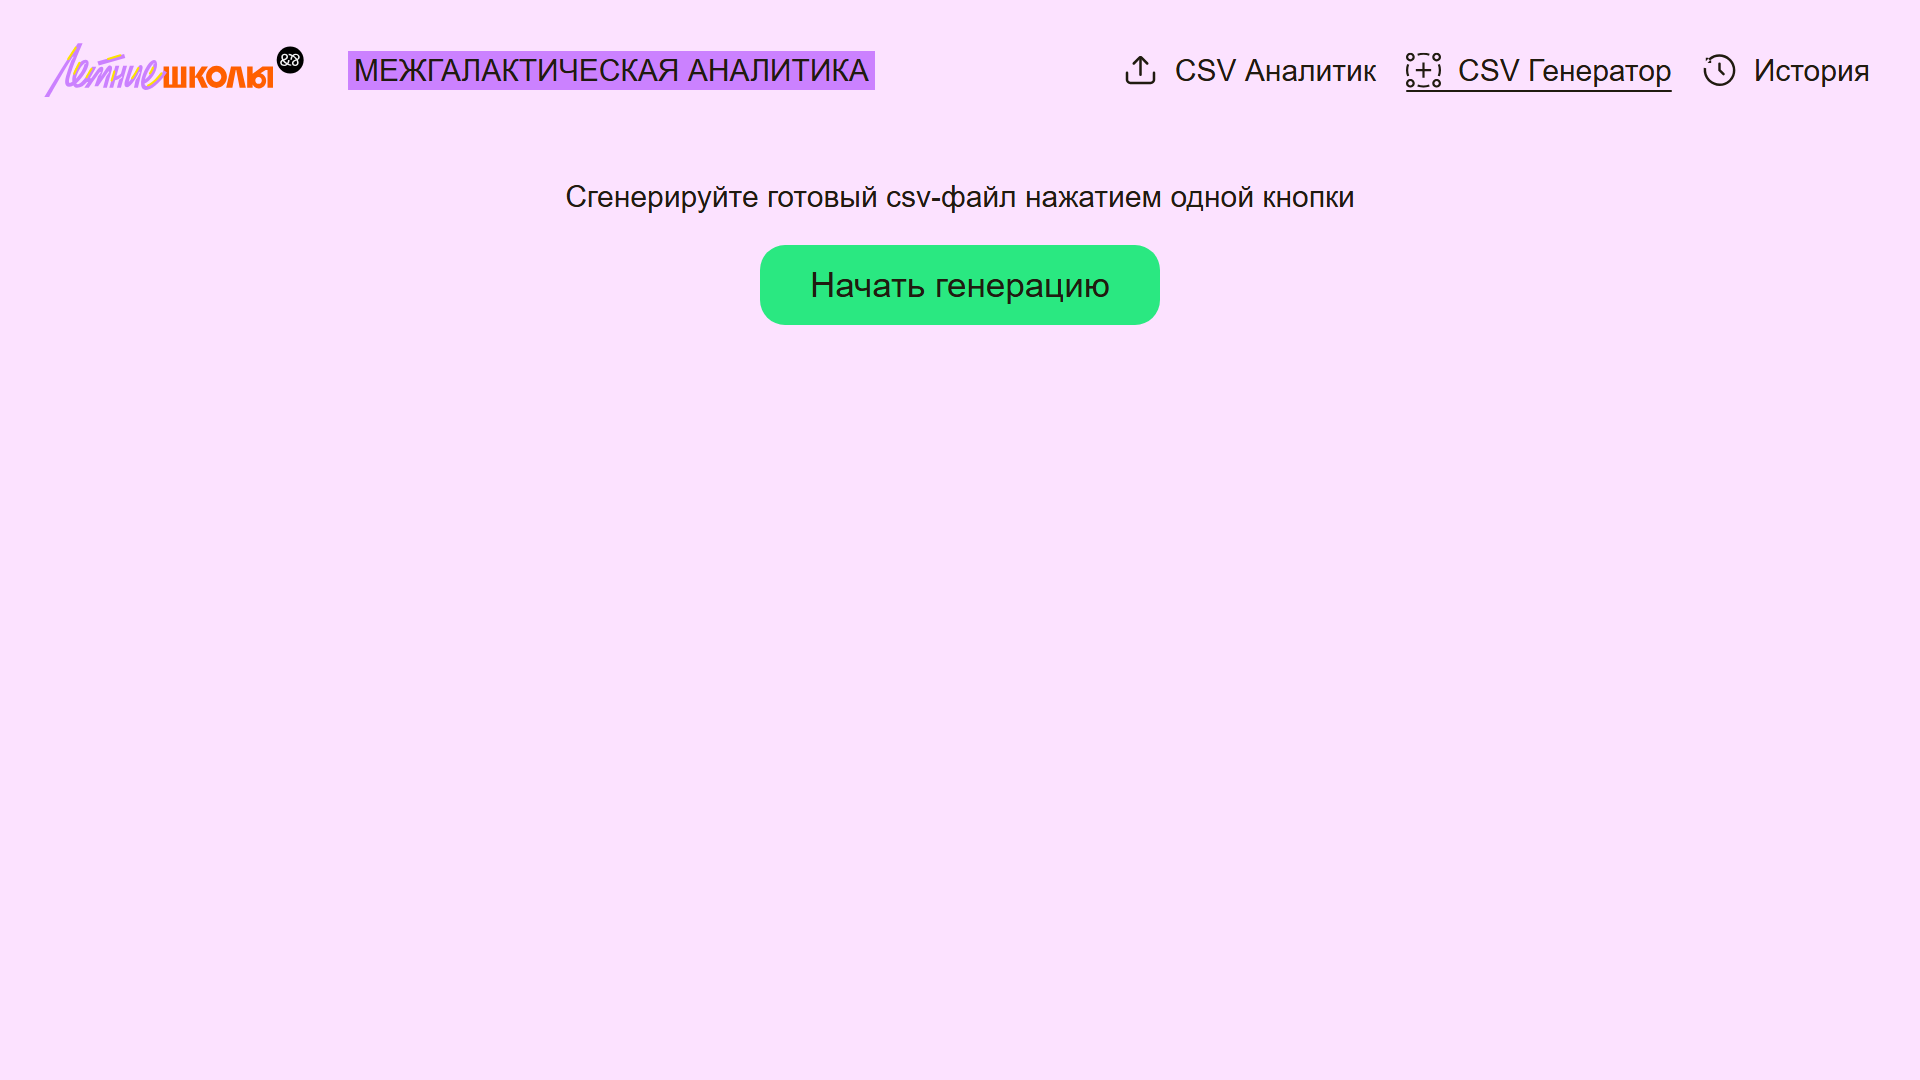 Летние школы
МЕЖГАЛАКТИЧЕСКАЯ АНАЛИТИКА
CSV Аналитик
CSV Генератор
История
Сгенерируйте готовый csv-файл нажатием одной кнопки
Начать генерацию